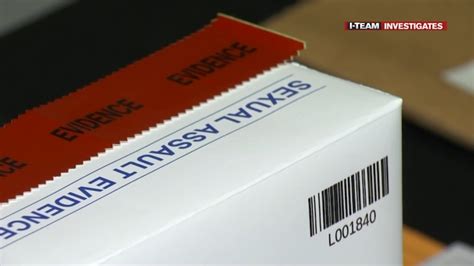 I-TEAM INVESTIGATES
EVIDENCE
EVIDENCE
EVIDENCE
SEXUAL ASSAULT EVIDENCE
L001840